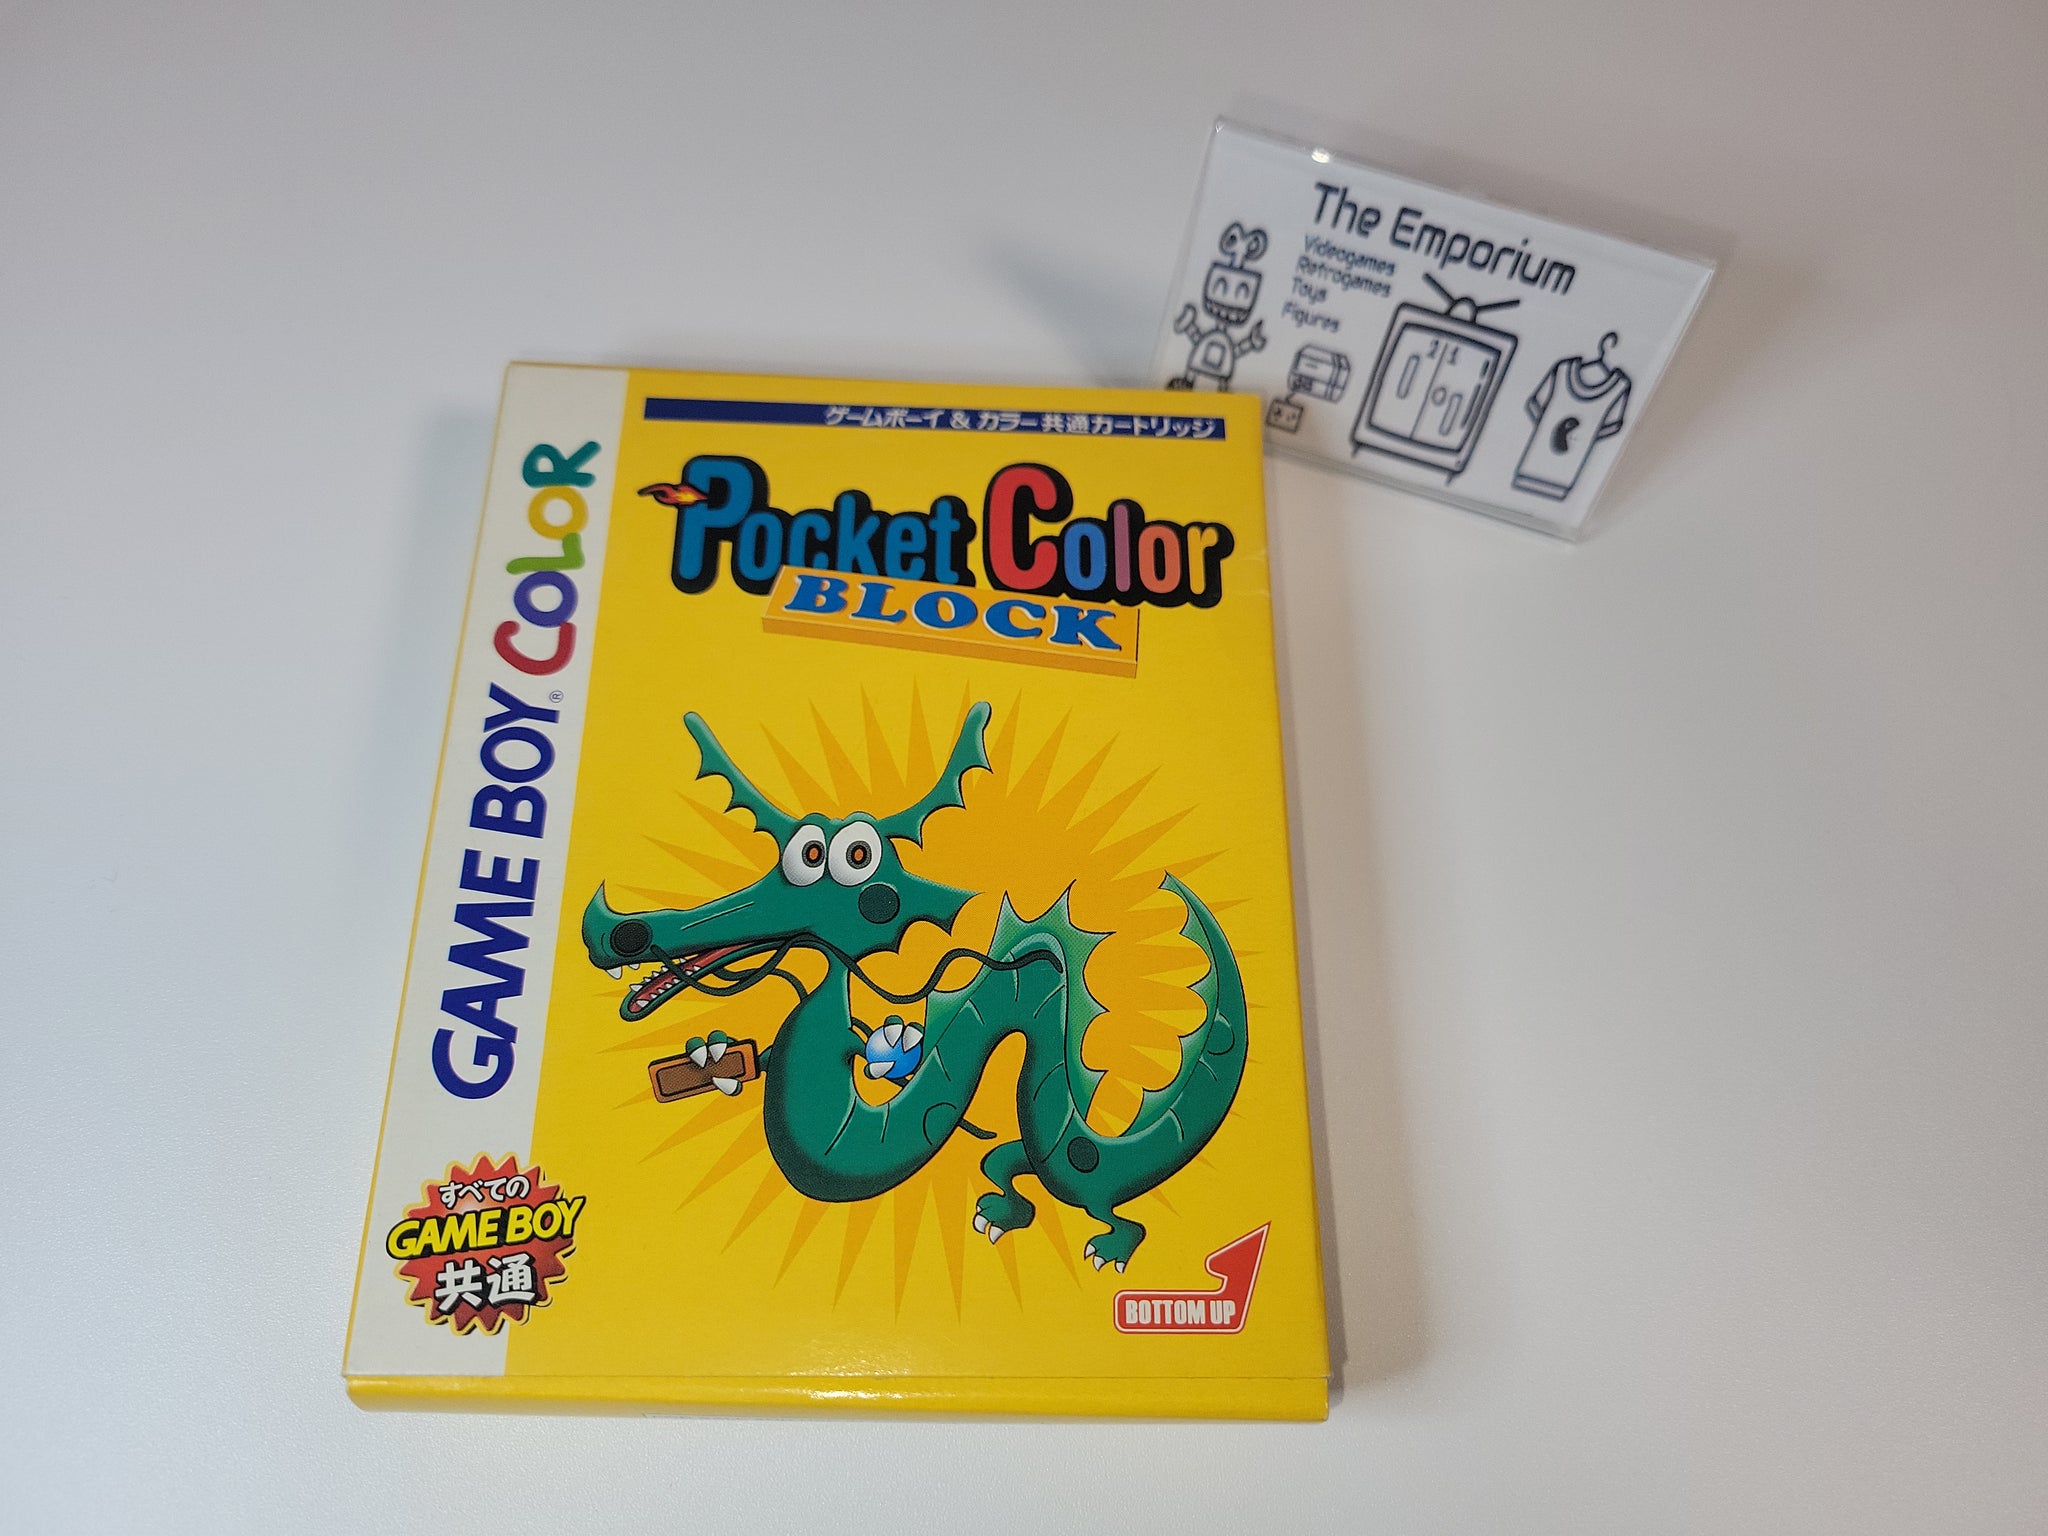 The Emporium
Videogames
Retrogames
Toys
Figures
ゲームボーイ & カラー共通カートリッジ
Pocket Color
BLOCK
GAME BOY® COLOR
すべての
GAME BOY
共通
BOTTOM UP